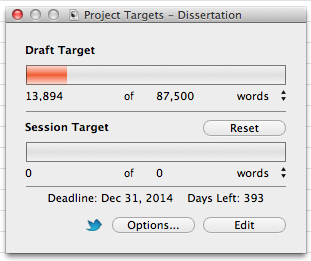 Project Targets – Dissertation
Draft Target
13,894 of 87,500 words
Session Target Reset
0 of 0 words
Deadline: Dec 31, 2014 Days Left: 393
Options... Edit